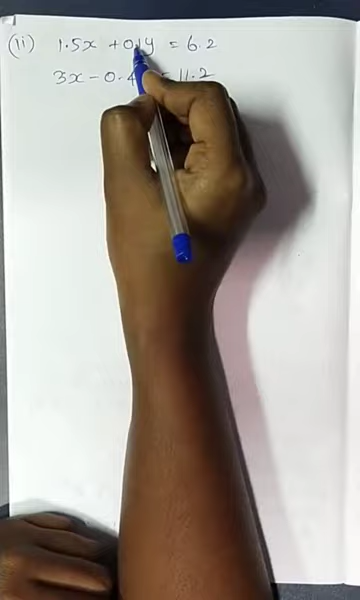 (ii) 1.5x + 0.1y = 6.2
3x - 0.4 = 11.2